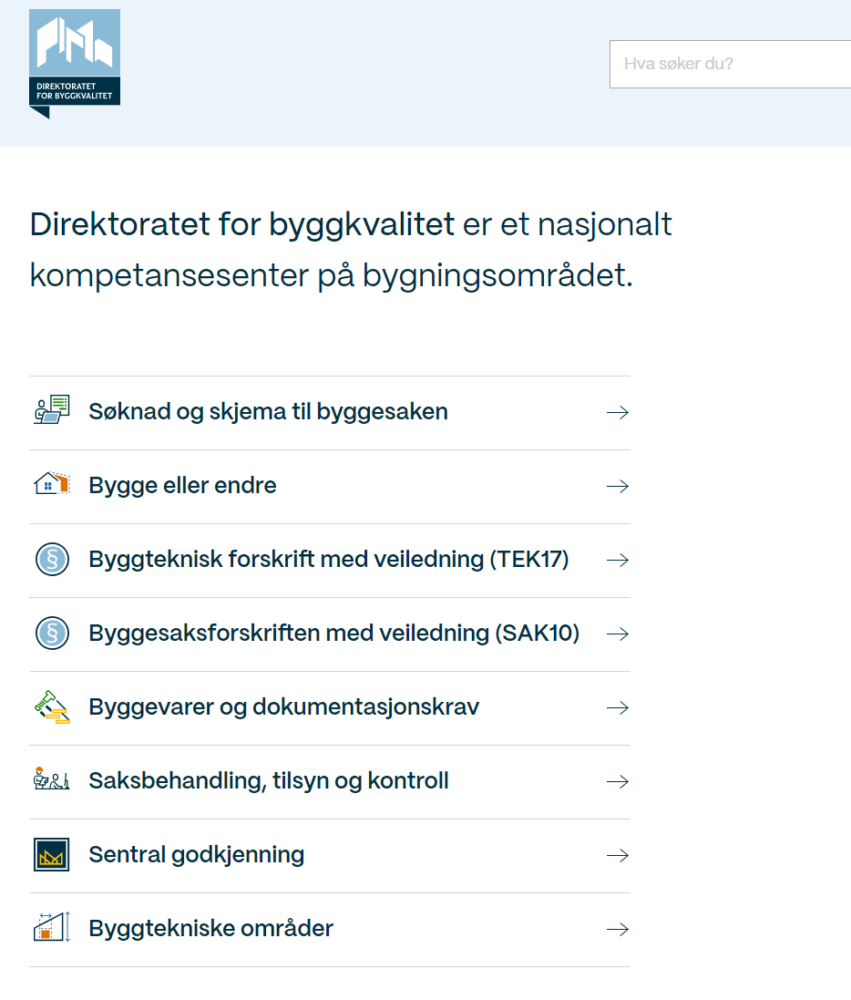 DIREKTORATET
FOR BYGGKVALITET
Hva søker du?
Direktoratet for byggkvalitet er et nasjonalt
kompetansesenter på bygningsområdet.
Søknad og skjema til byggesaken
Bygge eller endre
§ Byggteknisk forskrift med veiledning (TEK17)
§ Byggesaksforskriften med veiledning (SAK10)
Byggevarer og dokumentasjonskrav
Saksbehandling, tilsyn og kontroll
Sentral godkjenning
Byggtekniske områder